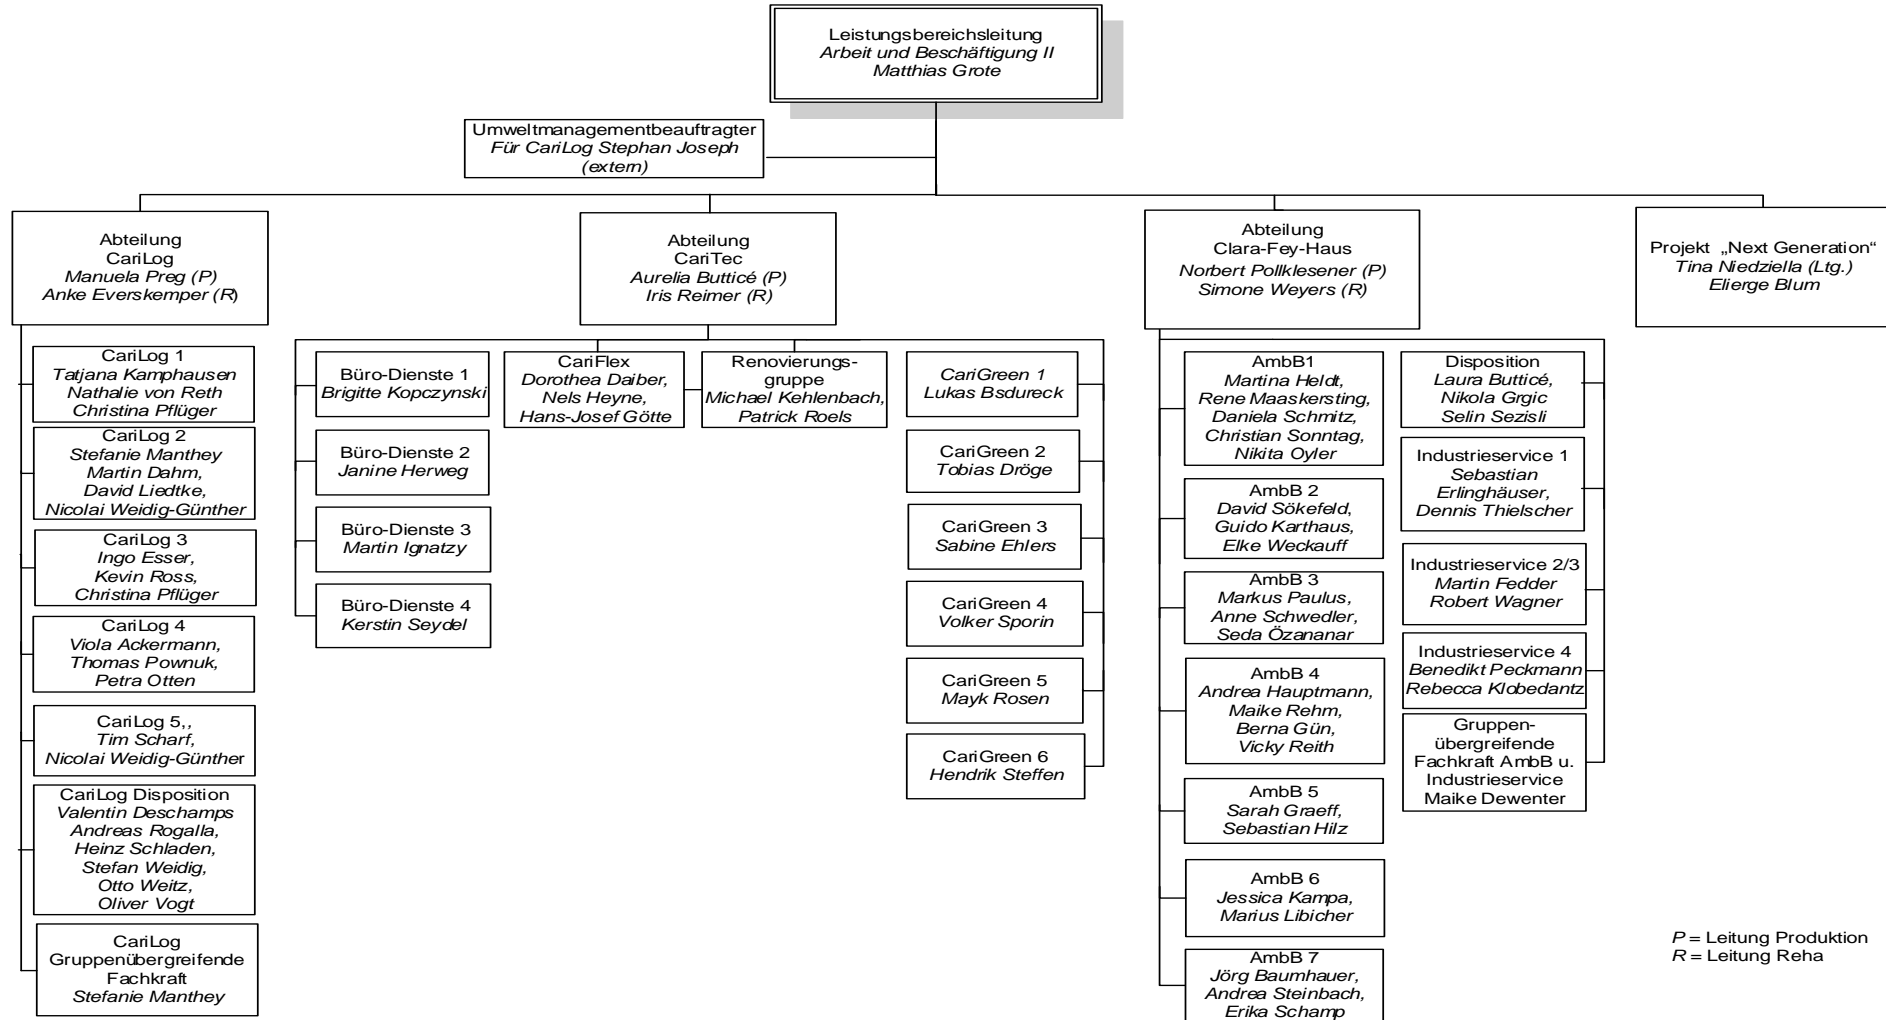 Leistungsbereichsleitung
Arbeit und Beschäftigung II
Matthias Grote
Umweltmanagementbeauftragter
Für CariLog Stephan Joseph
(extern)
Abteilung
CariLog
Manuela Preg (P)
Anke Everskemper (R)
Abteilung
CariTec
Aurelia Butticé (P)
Iris Reimer (R)
Abteilung
Clara-Fey-Haus
Norbert Pollklesener (P)
Simone Weyers (R)
Projekt „Next Generation“
Tina Niedziella (Ltg.)
Elierge Blum
CariLog 1
Tatjana Kamphausen
Nathalie von Reth
Christina Pflüger
CariLog 2
Stefanie Manthey
Martin Dahm,
David Liedtke,
Nicolai Weidig-Günther
CariLog 3
Ingo Esser,
Kevin Ross,
Christina Pflüger
CariLog 4
Viola Ackermann,
Thomas Pownuk,
Petra Otten
CariLog 5,,
Tim Scharf,
Nicolai Weidig-Günther
CariLog Disposition
Valentin Deschamps
Andreas Rogalla,
Heinz Schladen,
Stefan Weidig,
Otto Weitz,
Oliver Vogt
CariLog
Gruppenübergreifende
Fachkraft
Stefanie Manthey
Büro-Dienste 1
Brigitte Kopczynski
Büro-Dienste 2
Janine Herweg
Büro-Dienste 3
Martin Ignatzy
Büro-Dienste 4
Kerstin Seydel
CariFlex
Dorothea Daiber,
Nels Heyne,
Hans-Josef Götte
Renovierungs-
gruppe
Michael Kehlenbach,
Patrick Roels
CariGreen 1
Lukas Bsdureck
CariGreen 2
Tobias Dröge
CariGreen 3
Sabine Ehlers
CariGreen 4
Volker Sporin
CariGreen 5
Mayk Rosen
CariGreen 6
Hendrik Steffen
AmbB1
Martina Heldt,
Rene Maaskersting,
Daniela Schmitz,
Christian Sonntag,
Nikita Oyler
AmbB 2
David Sökefeld,
Guido Karthaus,
Elke Weckauff
AmbB 3
Markus Paulus,
Anne Schwedler,
Seda Özananar
AmbB 4
Andrea Hauptmann,
Maike Rehm,
Berna Gün,
Vicky Reith
AmbB 5
Sarah Graeff,
Sebastian Hilz
AmbB 6
Jessica Kampa,
Marius Libicher
AmbB 7
Jörg Baumhauer,
Andrea Steinbach,
Erika Schamp
Disposition
Laura Butticé,
Nikola Grgic
Selin Sezisli
Industrieservice 1
Sebastian
Erlinghäuser,
Dennis Thielscher
Industrieservice 2/3
Martin Fedder
Robert Wagner
Industrieservice 4
Benedikt Peckmann
Rebecca Klobedantz
Gruppen-
übergreifende
Fachkraft AmbB u.
Industrieservice
Maike Dewenter
P = Leitung Produktion
R = Leitung Reha